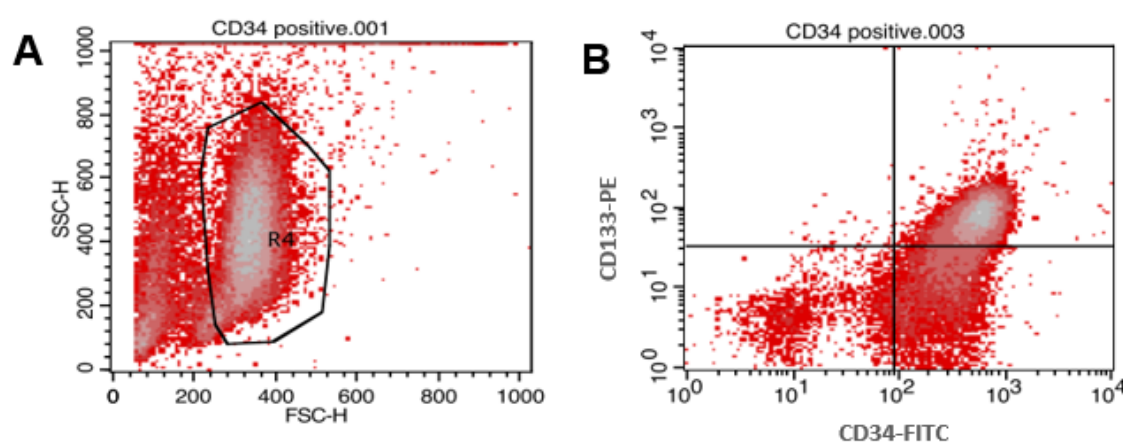 A
CD34 positive.001
1000
800
600
400
200
0
SSC-H
R4
0 200 400 600 800 1000
FSC-H
B
CD34 positive.003
10⁴
10³
10²
10¹
10⁰
CD133-PE
10⁰ 10¹ 10² 10³ 10⁴
CD34-FITC